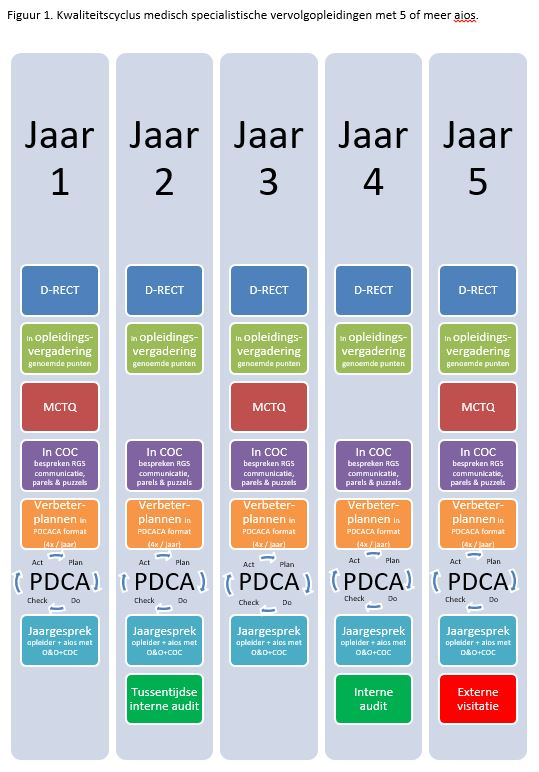 Figuur 1. Kwaliteitscyclus medisch specialistische vervolgopleidingen met 5 of meer aios.
Jaar
1
D-RECT
In opleidings-
vergadering
genoemde punten
MCTQ
In COC
bespreken RGS
communicatie,
parels & puzzels
Verbeter-
plannen in
PDCACA format
(4x / jaar)
Act
Plan
PDCA
Check
Do
Jaargesprek
opleider + aios met
O&O+COC
Jaar
2
D-RECT
In opleidings-
vergadering
genoemde punten
In COC
bespreken RGS
communicatie,
parels & puzzels
Verbeter-
plannen in
PDCACA format
(4x / jaar)
Act
Plan
PDCA
Check
Do
Jaargesprek
opleider + aios met
O&O+COC
Tussentijdse
interne audit
Jaar
3
D-RECT
In opleidings-
vergadering
genoemde punten
MCTQ
In COC
bespreken RGS
communicatie,
parels & puzzels
Verbeter-
plannen in
PDCACA format
(4x / jaar)
Act
Plan
PDCA
Check
Do
Jaargesprek
opleider + aios met
O&O+COC
Jaar
4
D-RECT
In opleidings-
vergadering
genoemde punten
In COC
bespreken RGS
communicatie,
parels & puzzels
Verbeter-
plannen in
PDCACA format
(4x / jaar)
Act
Plan
PDCA
Check
Do
Jaargesprek
opleider + aios met
O&O+COC
Interne
audit
Jaar
5
D-RECT
In opleidings-
vergadering
genoemde punten
MCTQ
In COC
bespreken RGS
communicatie,
parels & puzzels
Verbeter-
plannen in
PDCACA format
(4x / jaar)
Act
Plan
PDCA
Check
Do
Jaargesprek
opleider + aios met
O&O+COC
Externe
visitatie